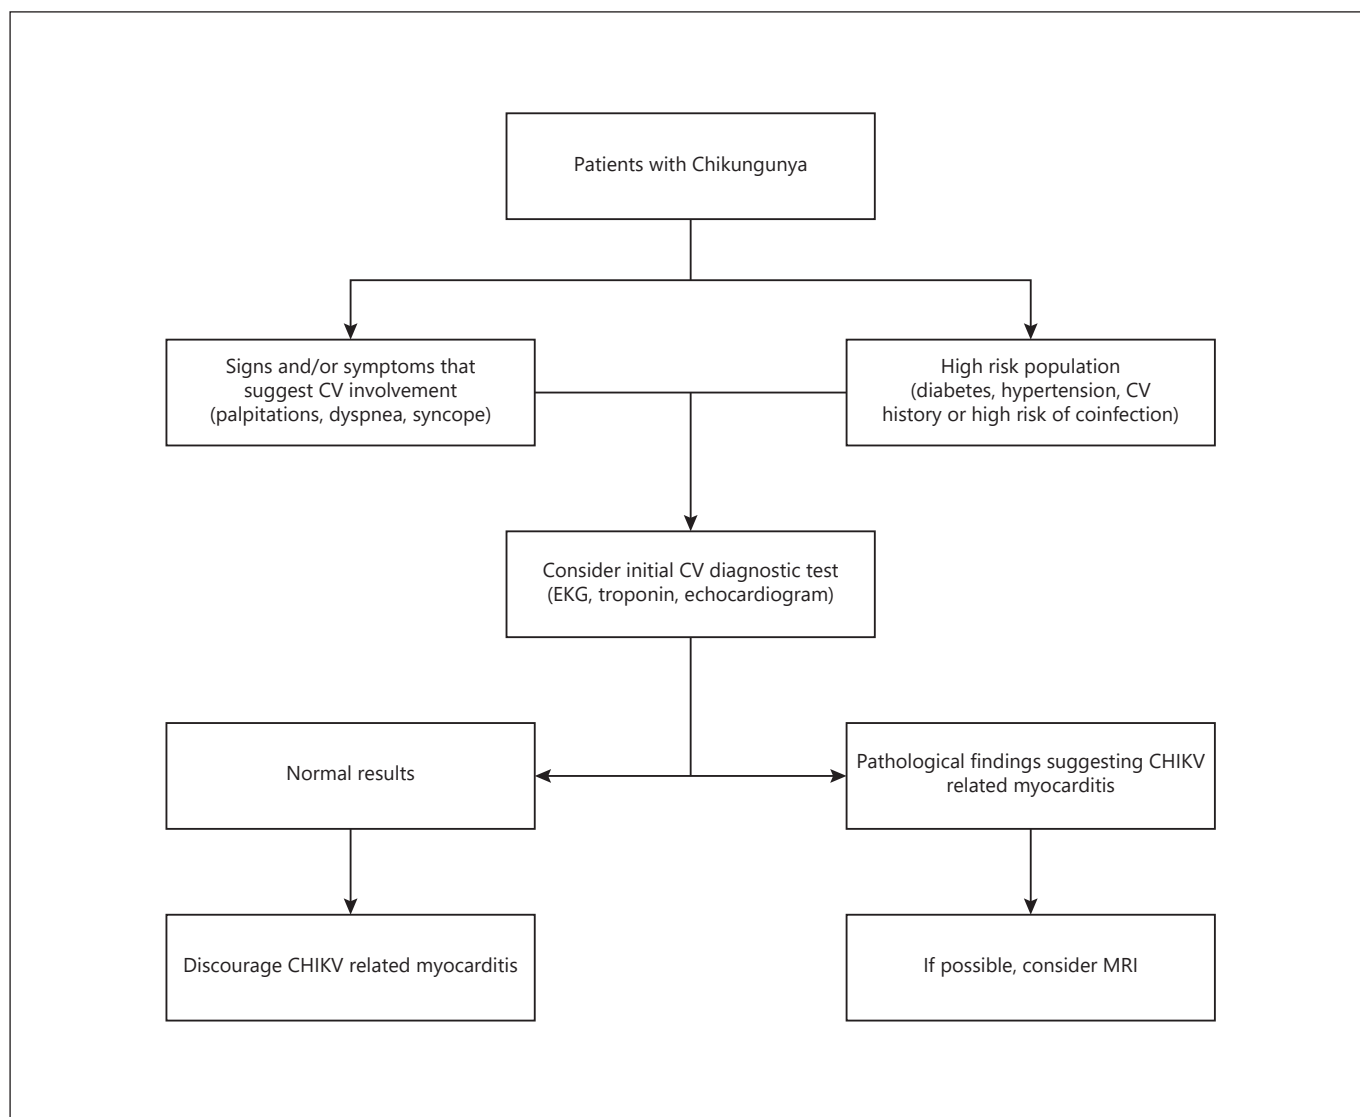 Patients with Chikungunya
Signs and/or symptoms that
suggest CV involvement
(palpitations, dyspnea, syncope)
High risk population
(diabetes, hypertension, CV
history or high risk of coinfection)
Consider initial CV diagnostic test
(EKG, troponin, echocardiogram)
Normal results
Pathological findings suggesting CHIKV
related myocarditis
Discourage CHIKV related myocarditis
If possible, consider MRI